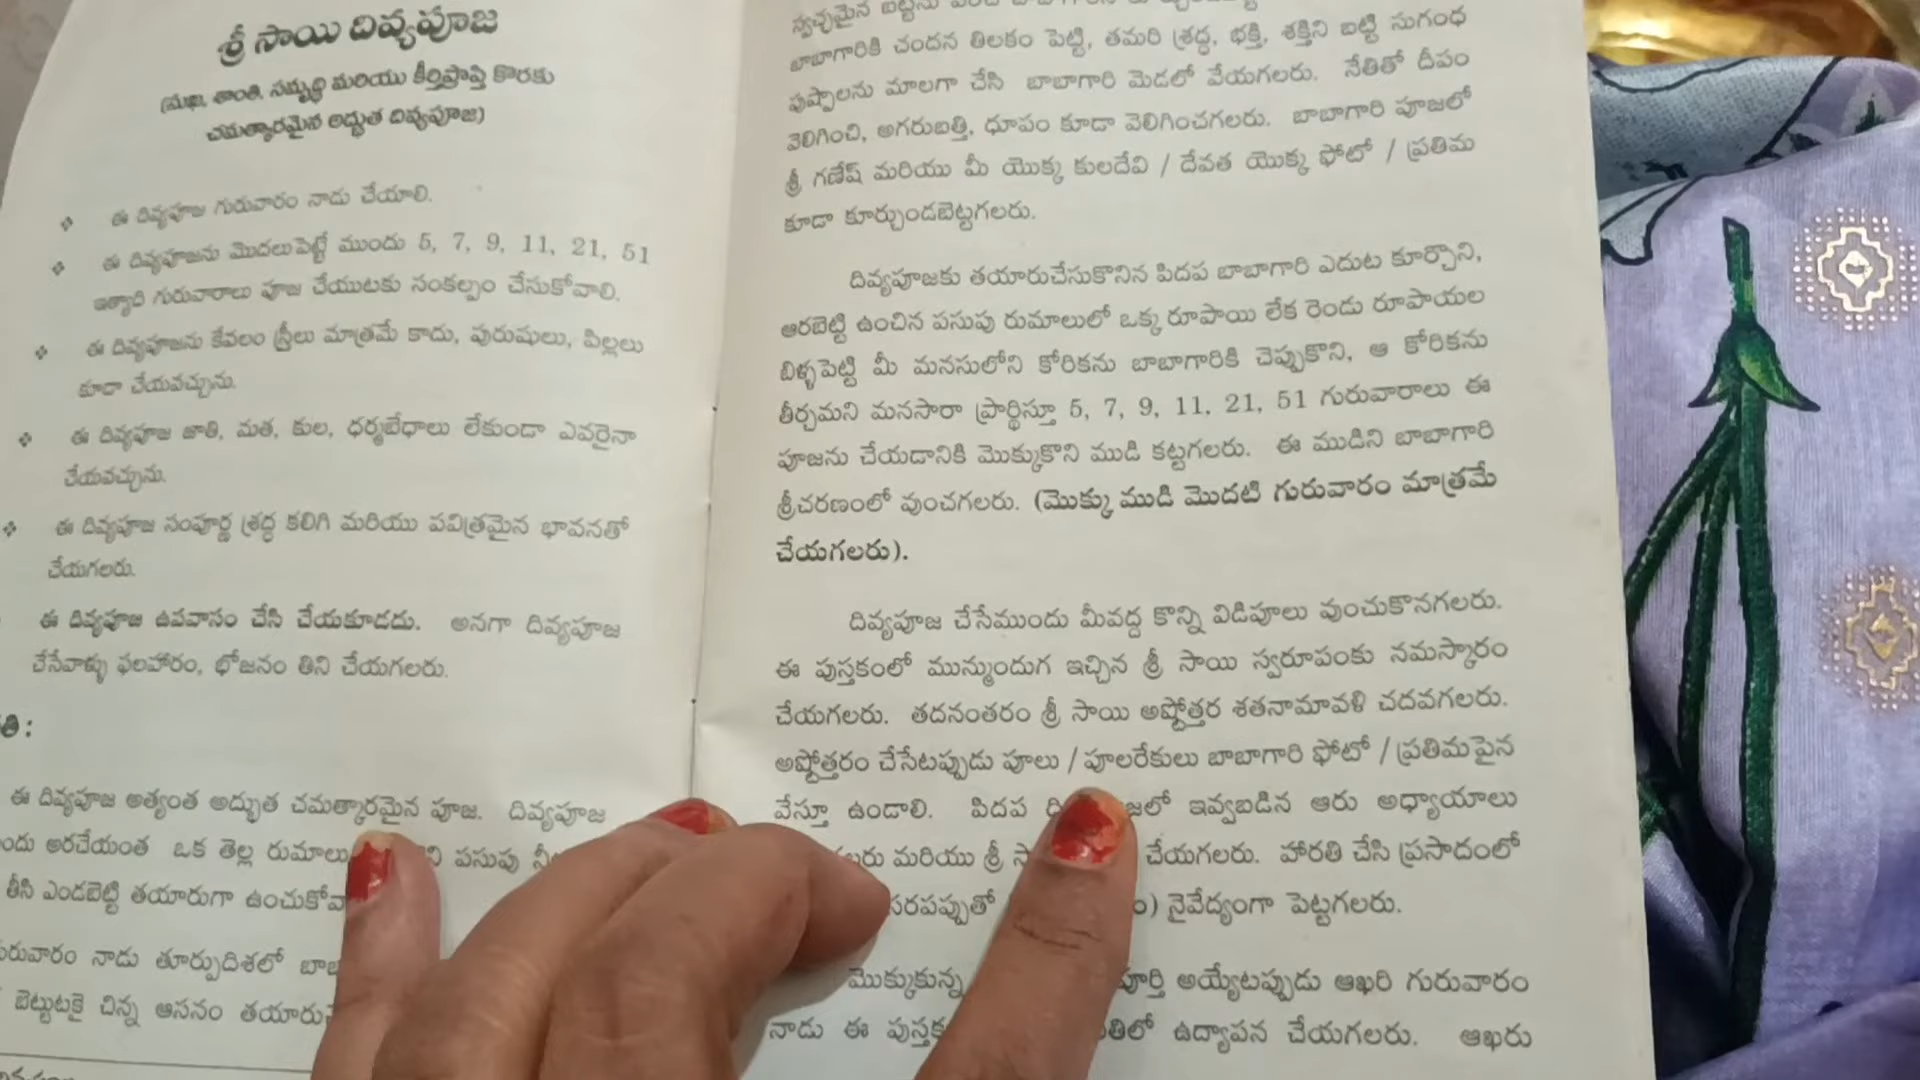 శ్రీ సాయి దివ్యపూజ
శాంతి, సమృద్ధి మరియు కీర్తిప్రాప్తి కొరకు
చమత్కారమైన అద్భుత దివ్యపూజ)
❖ ఈ దివ్యపూజ గురువారం నాడు చేయాలి.
❖ ఈ దివ్యపూజను మొదలుపెట్టే ముందు 5, 7, 9, 11, 21, 51
ఇత్యాది గురువారాలు పూజ చేయుటకు సంకల్పం చేసుకోవాలి.
❖ ఈ దివ్యపూజను కేవలం స్త్రీలు మాత్రమే కాదు, పురుషులు, పిల్లలు
కూడా చేయవచ్చును.
❖ ఈ దివ్యపూజ జాతి, మత, కుల, ధర్మబేధాలు లేకుండా ఎవరైనా
చేయవచ్చును.
❖ ఈ దివ్యపూజ సంపూర్ణ శ్రద్ధ కలిగి మరియు పవిత్రమైన భావనతో
చేయగలరు.
ఈ దివ్యపూజ ఉపవాసం చేసి చేయకూడదు. అనగా దివ్యపూజ
చేసేవాళ్ళు ఫలహారం, భోజనం తిని చేయగలరు.
ఈ దివ్యపూజ అత్యంత అద్భుత చమత్కారమైన పూజ. దివ్యపూజ
అరచేయంత ఒక తెల్ల రుమాలు పసుపు
తీసి ఎండబెట్టి తయారుగా
నాడు తూర్పుదిశలో
బెట్టుటకై చిన్న ఆసనం
స్వచ్ఛమైన
బాబాగారికి చందన తిలకం పెట్టి, తమరి శ్రద్ధ, భక్తి, శక్తిని బట్టి సుగంధ
పుష్పాలను మాలగా చేసి బాబాగారి మెడలో వేయగలరు. నేతితో దీపం
వెలిగించి, అగరుబత్తి, ధూపం కూడా వెలిగించగలరు. బాబాగారి పూజలో
శ్రీ గణేష్ మరియు మీ యొక్క కులదేవి / దేవత యొక్క ఫోటో / ప్రతిమ
కూడా కూర్చుండబెట్టగలరు.
దివ్యపూజకు తయారుచేసుకొనిన పిదప బాబాగారి ఎదుట కూర్చొని,
ఆరబెట్టి ఉంచిన పసుపు రుమాలులో ఒక్క రూపాయి లేక రెండు రూపాయల
బిళ్ళపెట్టి మీ మనసులోని కోరికను బాబాగారికి చెప్పుకొని, ఆ కోరికను
తీర్చమని మనసారా ప్రార్థిస్తూ 5, 7, 9, 11, 21, 51 గురువారాలు ఈ
పూజను చేయడానికి మొక్కుకొని ముడి కట్టగలరు. ఈ ముడిని బాబాగారి
శ్రీచరణంలో వుంచగలరు. (మొక్కు ముడి మొదటి గురువారం మాత్రమే
చేయగలరు).
దివ్యపూజ చేసేముందు మీవద్ద కొన్ని విడిపూలు వుంచుకొనగలరు.
ఈ పుస్తకంలో మున్ముందుగ ఇచ్చిన శ్రీ సాయి స్వరూపంకు నమస్కారం
చేయగలరు. తదనంతరం శ్రీ సాయి అష్టోత్తర శతనామావళి చదవగలరు.
అష్టోత్తరం చేసేటప్పుడు పూలు / పూలరేకులు బాబాగారి ఫోటో / ప్రతిమపైన
వేస్తూ ఉండాలి. పిదప ఇవ్వబడిన ఆరు అధ్యాయాలు
మరియు శ్రీ చేయగలరు. హారతి చేసి ప్రసాదంలో
నైవేద్యంగా పెట్టగలరు.
మొక్కుకున్న అయ్యేటప్పుడు ఆఖరి గురువారం
నాడు ఈ ఉద్యాపన చేయగలరు. ఆఖరు